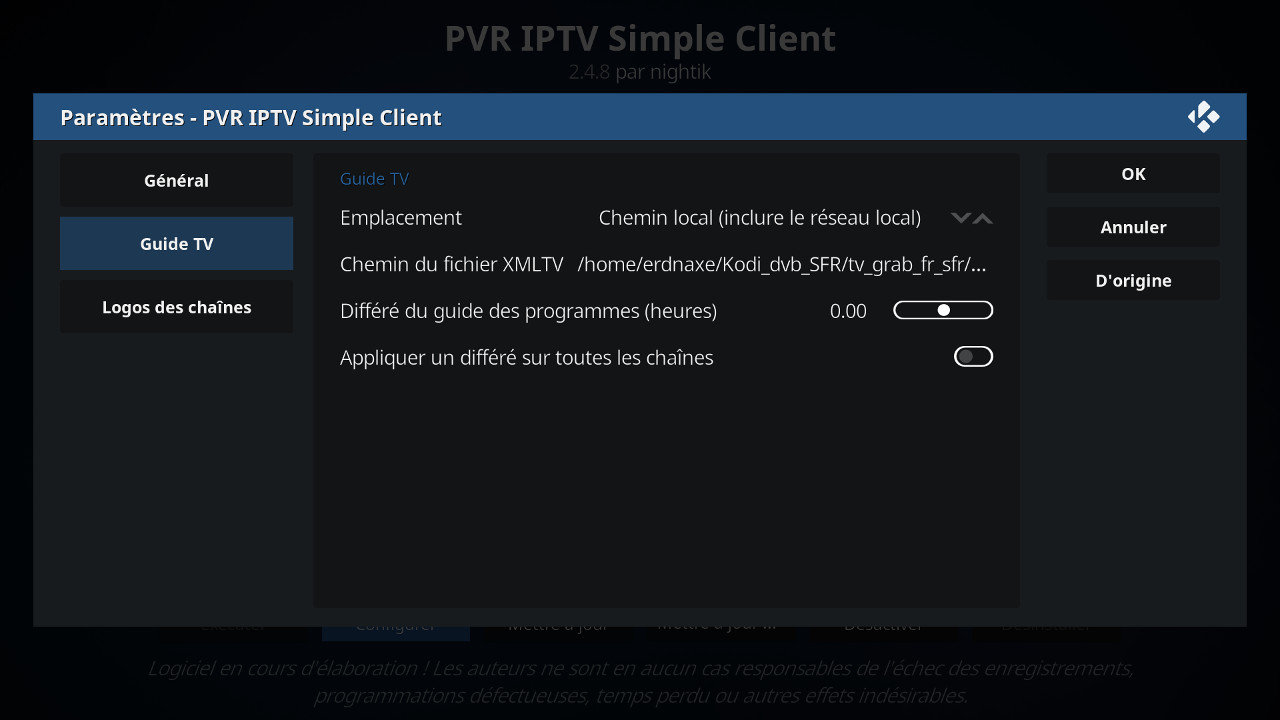 PVR IPTV Simple Client
2.4.8 par nightik
Paramètres - PVR IPTV Simple Client
Général
Guide TV
Logos des chaînes
Guide TV
Emplacement Chemin local (inclure le réseau local)
Chemin du fichier XMLTV /home/erdnaxe/Kodi_dvb_SFR/tv_grab_fr_sfr/...
Différé du guide des programmes (heures) 0.00
Appliquer un différé sur toutes les chaînes
OK
Annuler
D'origine
Exécuter Configurer Mettre à jour Mettre à jour ... Désactiver Désinstaller
Logiciel en cours d'élaboration ! Les auteurs ne sont en aucun cas responsables de l'échec des enregistrements,
programmations défectueuses, temps perdu ou autres effets indésirables.